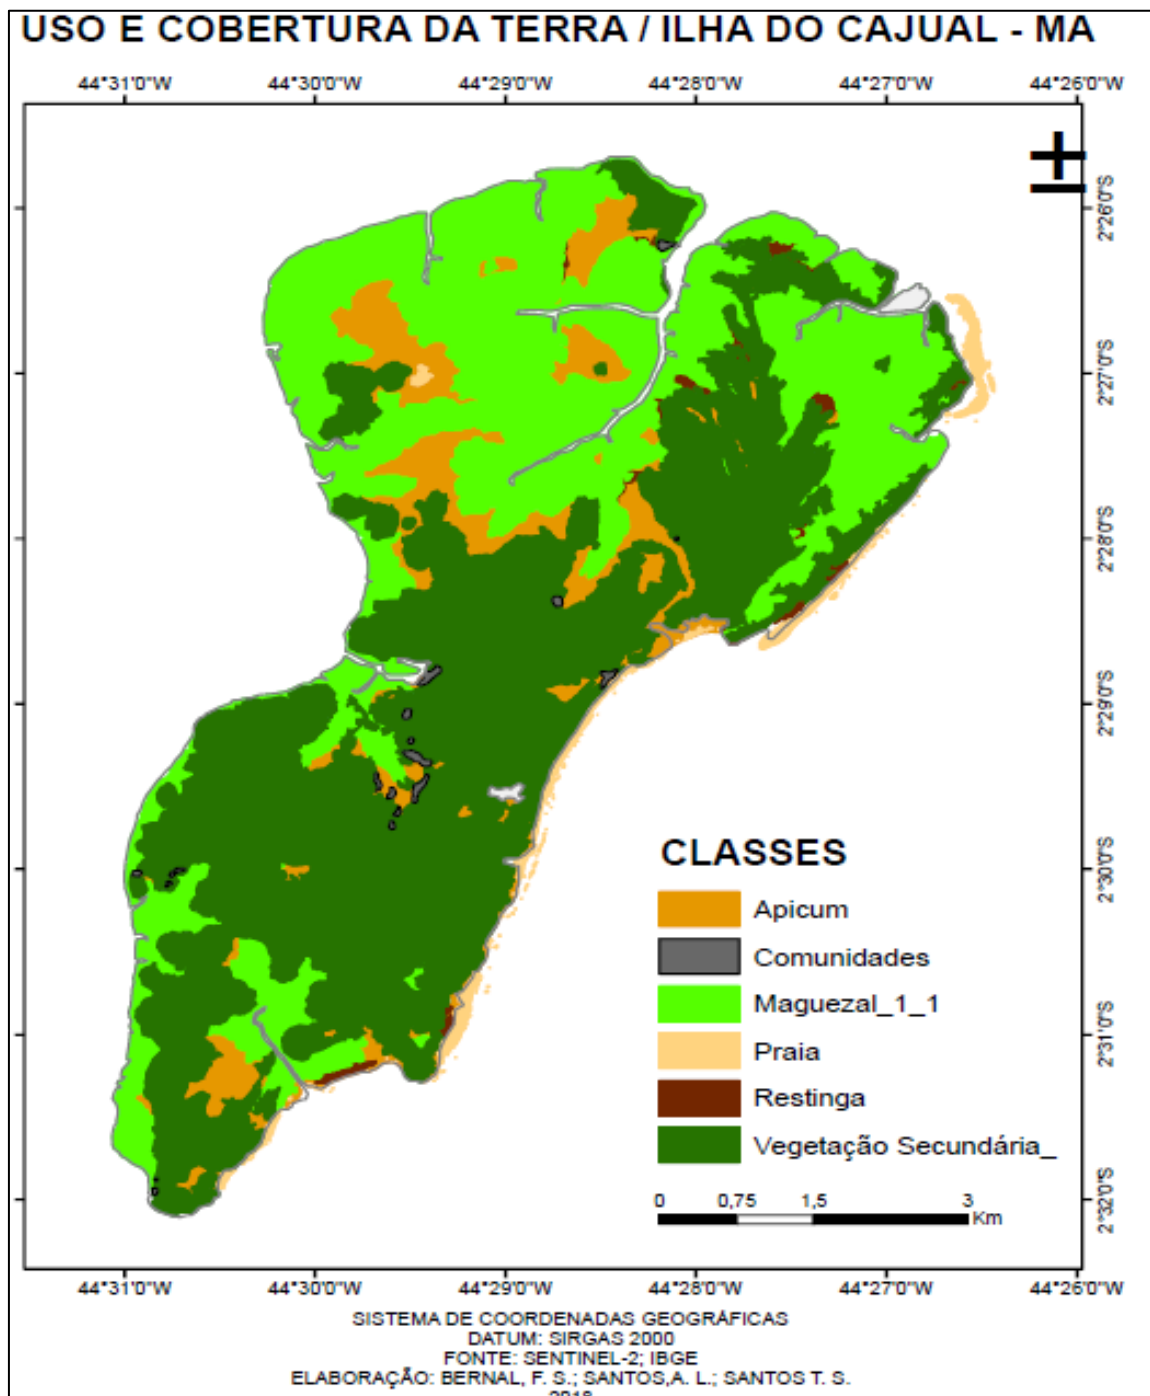 USO E COBERTURA DA TERRA / ILHA DO CAJUAL - MA
44°31'0"W 44°30'0"W 44°29'0"W 44°28'0"W 44°27'0"W 44°26'0"W
2°26'0"S
2°27'0"S
2°28'0"S
2°29'0"S
2°30'0"S
2°31'0"S
2°32'0"S
CLASSES
Apicum
Comunidades
Maguezal_1_1
Praia
Restinga
Vegetação Secundária_
0 0,75 1,5 3
Km
44°31'0"W 44°30'0"W 44°29'0"W 44°28'0"W 44°27'0"W 44°26'0"W
SISTEMA DE COORDENADAS GEOGRÁFICAS
DATUM: SIRGAS 2000
FONTE: SENTINEL-2; IBGE
ELABORAÇÃO: BERNAL, F. S.; SANTOS,A. L.; SANTOS T. S.